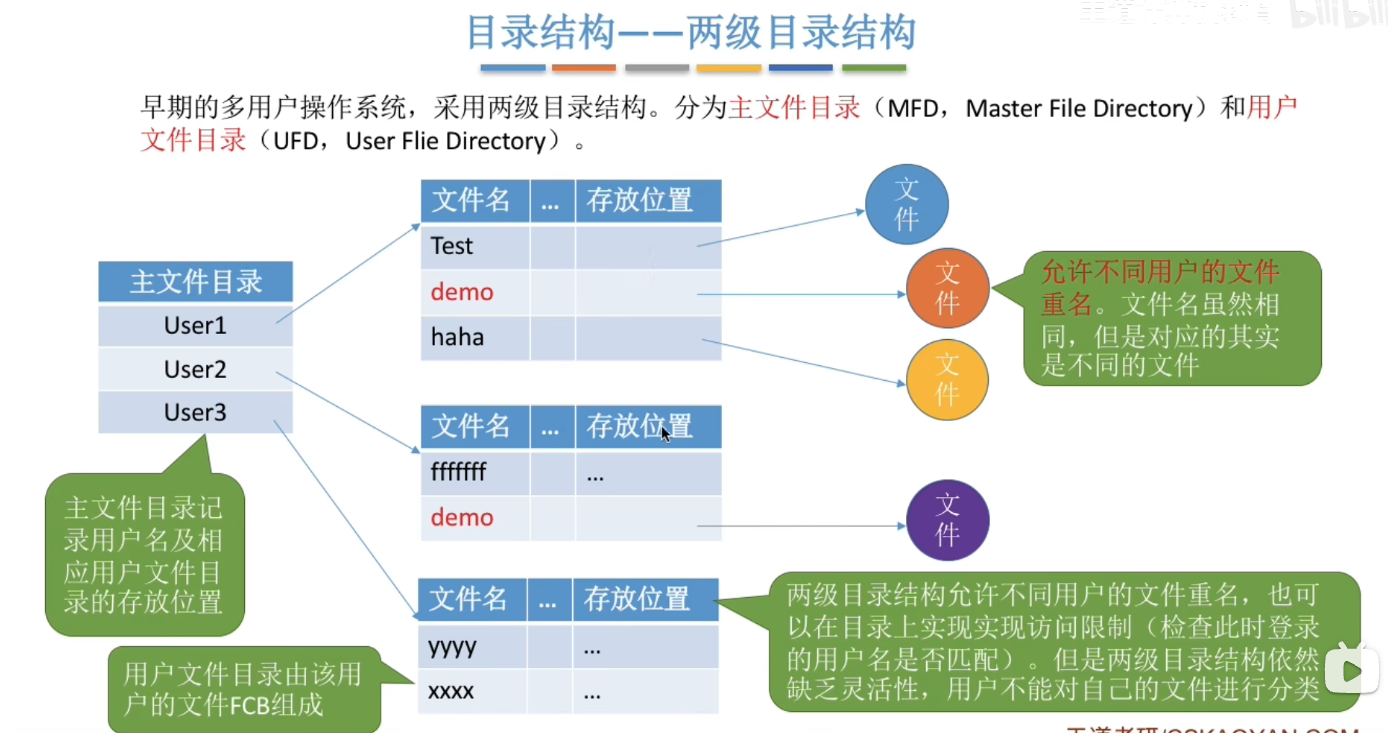 目录结构——两级目录结构
bilibili
早期的多用户操作系统，采用两级目录结构。分为主文件目录（MFD，Master File Directory）和用户
文件目录（UFD，User Flie Directory）。
主文件目录
User1
User2
User3
文件名 ... 存放位置
Test
demo
haha
文件名 ... 存放位置
fffffff ...
demo
文件名 ... 存放位置
yyyy ...
xxxx ...
文
件
文
件
文
件
文
件
允许不同用户的文件
重名。文件名虽然相
同，但是对应的其实
是不同的文件
主文件目录记
录用户名及相
应用户文件目
录的存放位置
用户文件目录由该用
户的文件FCB组成
两级目录结构允许不同用户的文件重名，也可
以在目录上实现实现访问限制（检查此时登录
的用户名是否匹配）。但是两级目录结构依然
缺乏灵活性，用户不能对自己的文件进行分类